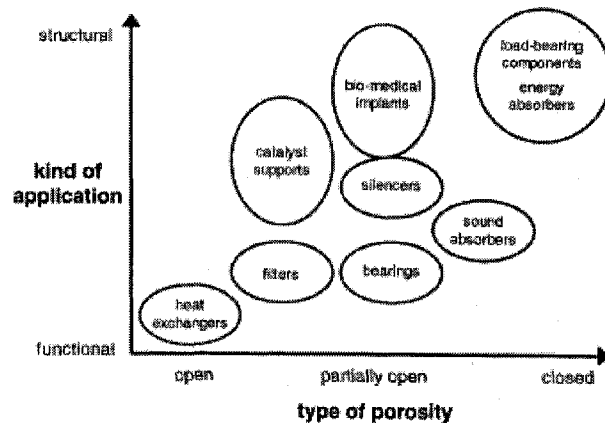 structural
load-bearing
components
energy
absorbers
bio-medical
implants
catalyst
supports
kind of
application
silencers
sound
absorbers
filters
bearings
heat
exchangers
functional
open
partially open
closed
type of porosity